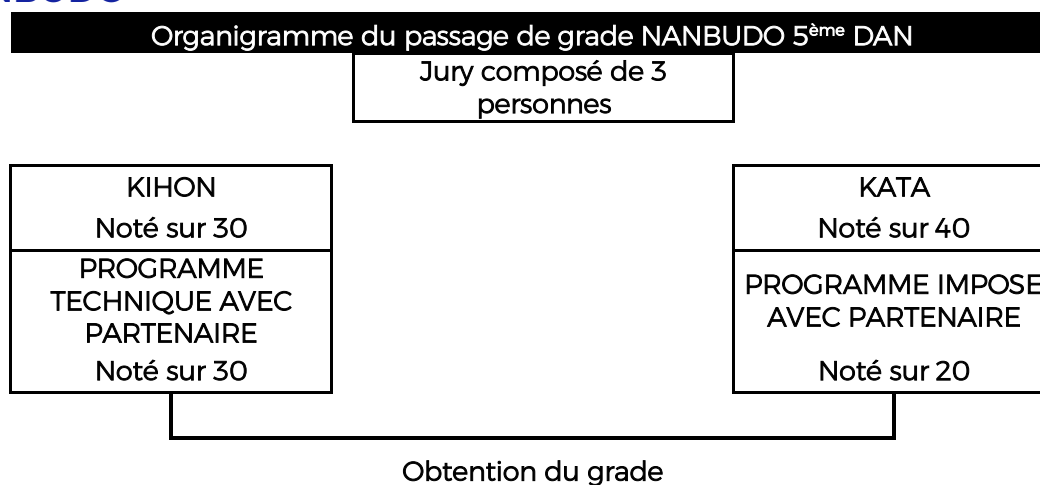 Organigramme du passage de grade NANBUDO 5ème DAN
Jury composé de 3
personnes
KIHON
Noté sur 30
PROGRAMME
TECHNIQUE AVEC
PARTENAIRE
Noté sur 30
KATA
Noté sur 40
PROGRAMME IMPOSE
AVEC PARTENAIRE
Noté sur 20
Obtention du grade